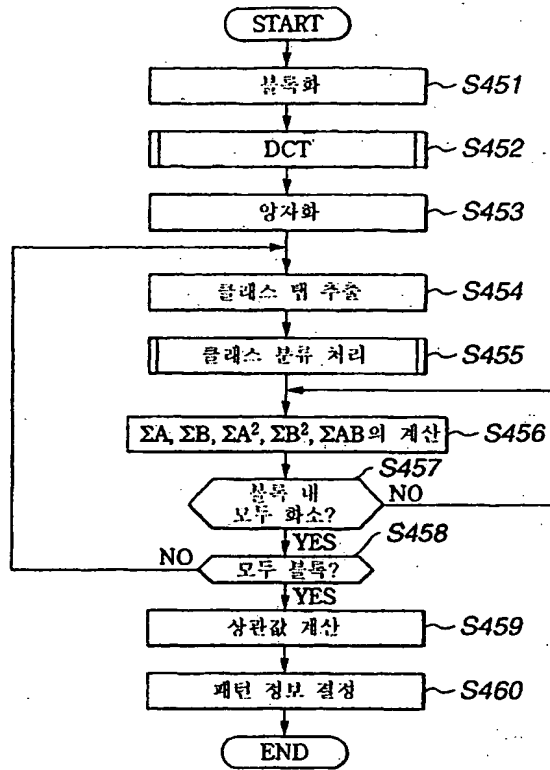 START
블록화 S451
DCT S452
양자화 S453
클래스 탭 추출 S454
클래스 분류 처리 S455
ΣA, ΣB, ΣA², ΣB², ΣAB의 계산 S456
S457
블록 내
모두 화소? NO
YES S458
NO 모두 블록?
YES
상관값 계산 S459
패턴 정보 결정 S460
END